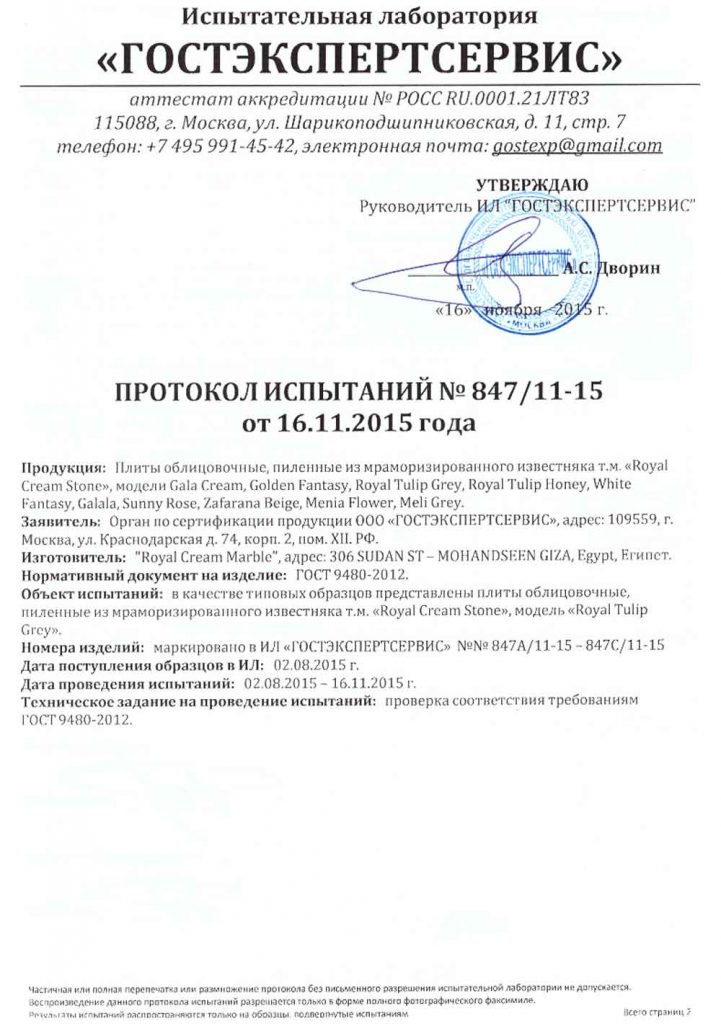 Испытательная лаборатория
«ГОСТЭКСПЕРТСЕРВИС»
аттестат аккредитации № РОСС RU.0001.21ЛТ83
115088, г. Москва, ул. Шарикоподшипниковская, д. 11, стр. 7
телефон: +7 495 991-45-42, электронная почта: gostexp@gmail.com
УТВЕРЖДАЮ
Руководитель ИЛ "ГОСТЭКСПЕРТСЕРВИС"
ГОСТЭКСПЕРТСЕРВИС
А.С. Дворин
м.п.
«16» ноября 2015 г.
МОСКВА
ПРОТОКОЛ ИСПЫТАНИЙ № 847/11-15
от 16.11.2015 года
Продукция: Плиты облицовочные, пиленные из мраморизированного известняка т.м. «Royal
Cream Stone», модели Gala Cream, Golden Fantasy, Royal Tulip Grey, Royal Tulip Honey, White
Fantasy, Galala, Sunny Rose, Zafarana Beige, Menia Flower, Meli Grey.
Заявитель: Орган по сертификации продукции ООО «ГОСТЭКСПЕРТСЕРВИС», адрес: 109559, г.
Москва, ул. Краснодарская д. 74, корп. 2, пом. XII. РФ.
Изготовитель: "Royal Cream Marble", адрес: 306 SUDAN ST – MOHANDSEEN GIZA, Egypt, Египет.
Нормативный документ на изделие: ГОСТ 9480-2012.
Объект испытаний: в качестве типовых образцов представлены плиты облицовочные,
пиленные из мраморизированного известняка т.м. «Royal Cream Stone», модель «Royal Tulip
Grey».
Номера изделий: маркировано в ИЛ «ГОСТЭКСПЕРТСЕРВИС» №№ 847А/11-15 – 847С/11-15
Дата поступления образцов в ИЛ: 02.08.2015 г.
Дата проведения испытаний: 02.08.2015 – 16.11.2015 г.
Техническое задание на проведение испытаний: проверка соответствия требованиям
ГОСТ 9480-2012.
Частичная или полная перепечатка или размножение протокола без письменного разрешения испытательной лаборатории не допускается.
Воспроизведение данного протокола испытаний разрешается только в форме полного фотографического факсимиле.
Результаты испытаний распространяются только на образцы, подвергнутые испытаниям
Всего страниц 2